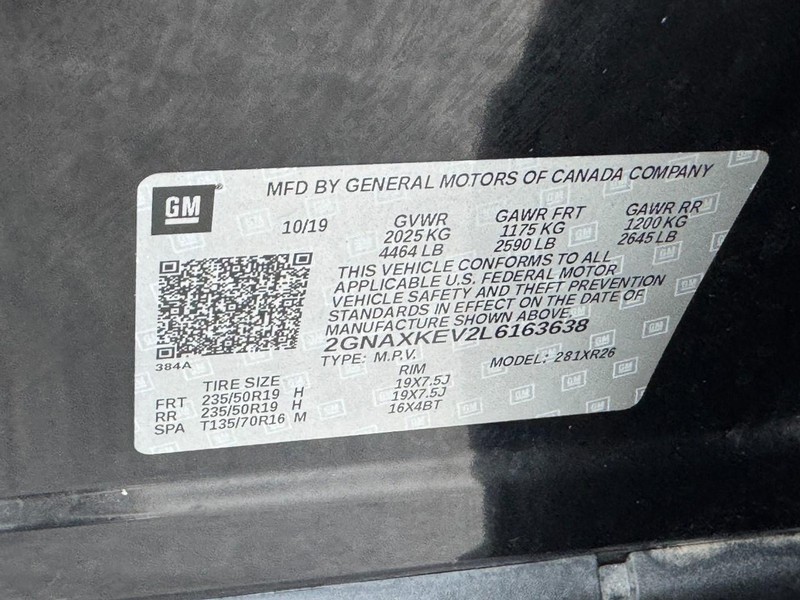 GM
MFD BY GENERAL MOTORS OF CANADA COMPANY
10/19 GVWR GAWR FRT GAWR RR
2025 KG 1175 KG 1200 KG
4464 LB 2590 LB 2645 LB
THIS VEHICLE CONFORMS TO ALL
APPLICABLE U.S. FEDERAL MOTOR
VEHICLE SAFETY AND THEFT PREVENTION
STANDARDS IN EFFECT ON THE DATE OF
MANUFACTURE SHOWN ABOVE.
2GNAXKEV2L6163638
384A
TYPE: M.P.V. MODEL: 281XR26
TIRE SIZE RIM
FRT 235/50R19 H 19X7.5J
RR 235/50R19 H 19X7.5J
SPA T135/70R16 M 16X4BT